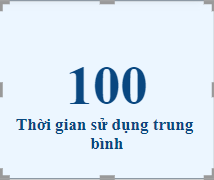 100
Thời gian sử dụng trung
bình